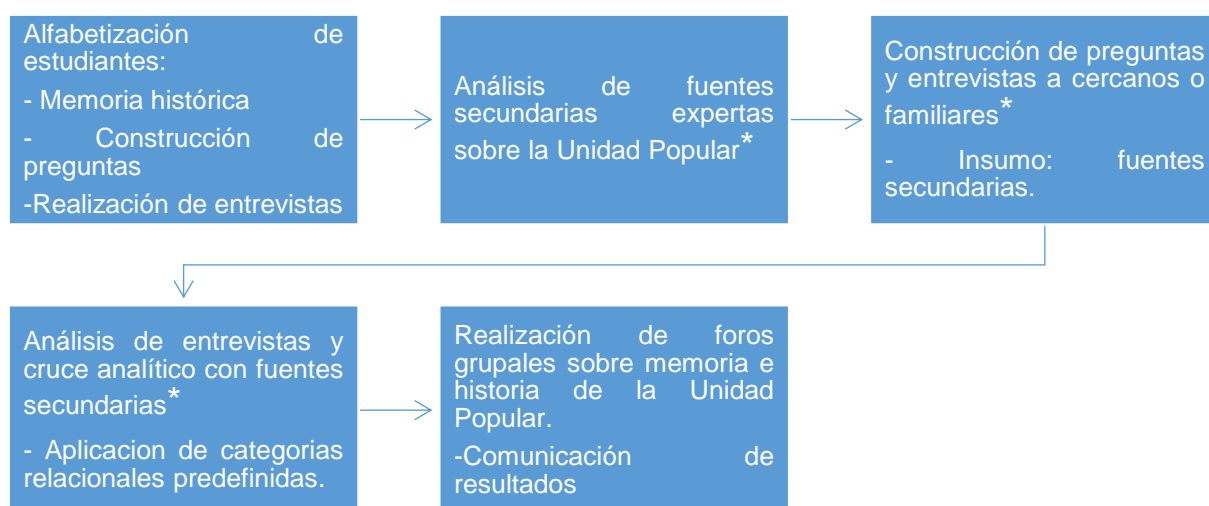 Alfabetización de
estudiantes:
- Memoria histórica
- Construcción de
preguntas
-Realización de entrevistas
Análisis de fuentes
secundarias expertas
sobre la Unidad Popular*
Construcción de preguntas
y entrevistas a cercanos o
familiares*
- Insumo: fuentes
secundarias.
Análisis de entrevistas y
cruce analítico con fuentes
secundarias*
- Aplicacion de categorias
relacionales predefinidas.
Realización de foros
grupales sobre memoria e
historia de la Unidad
Popular.
-Comunicación de
resultados